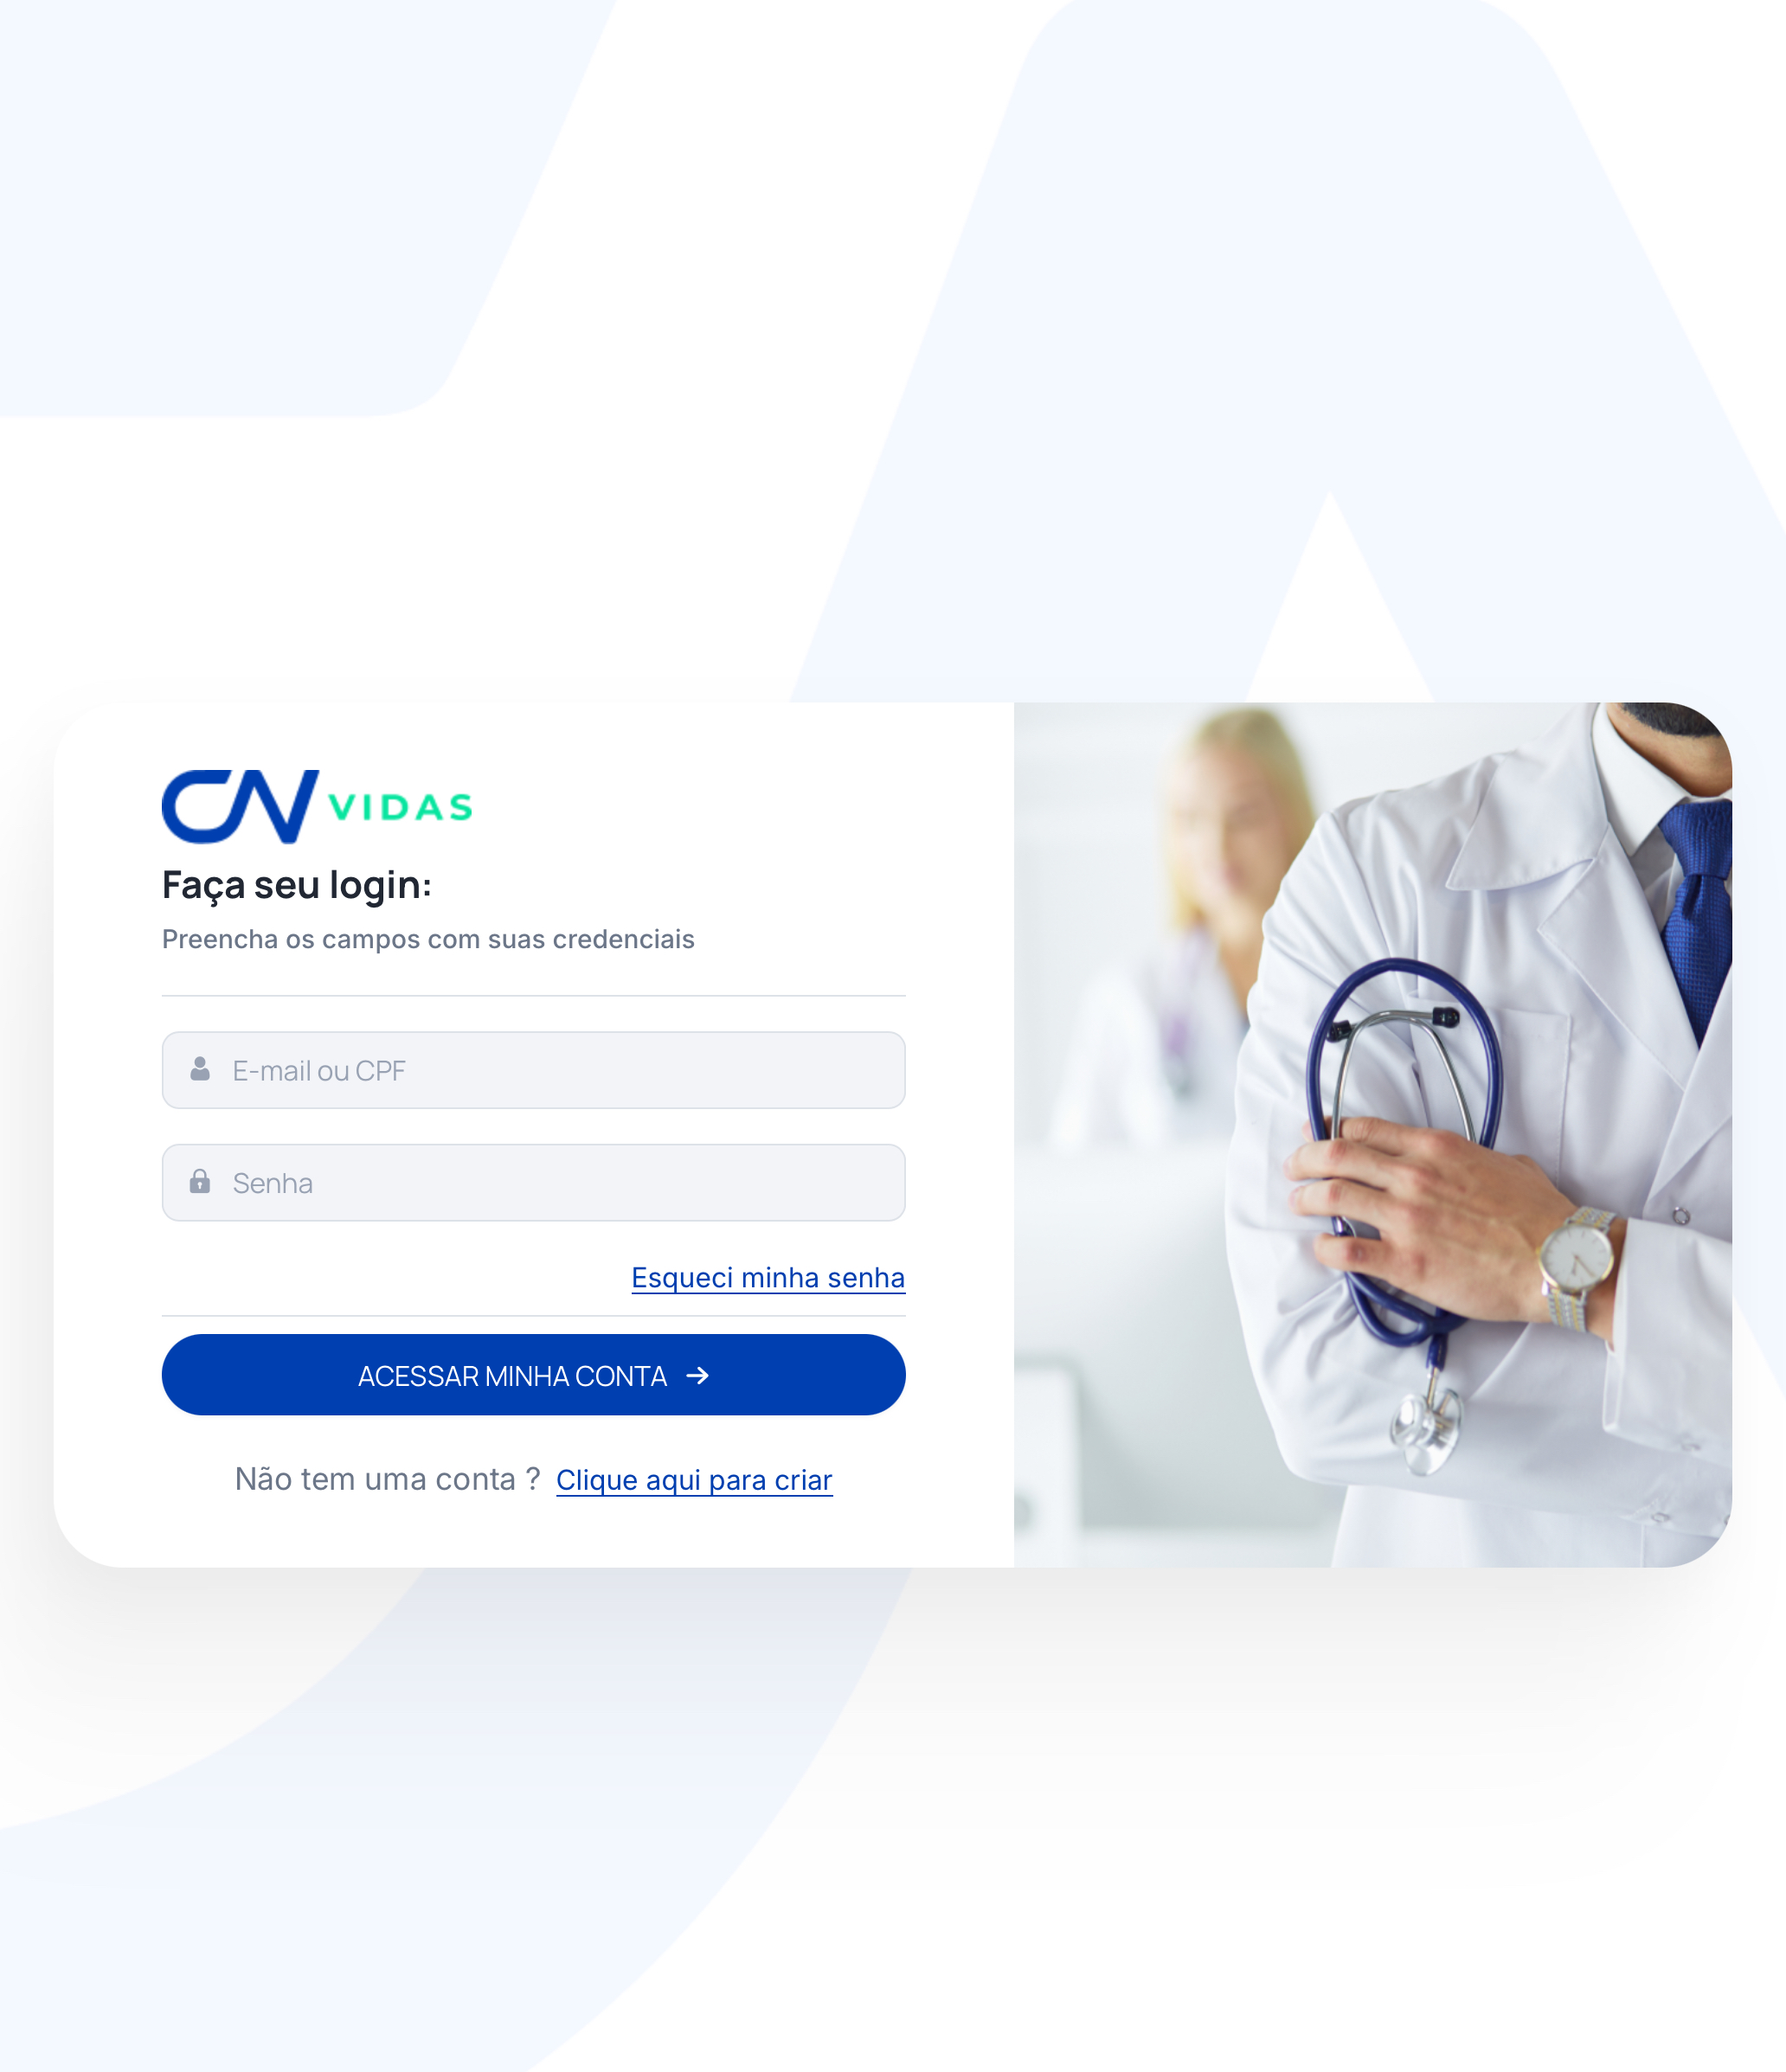 CN VIDAS
Faça seu login:
Preencha os campos com suas credenciais
E-mail ou CPF
Senha
Esqueci minha senha
ACESSAR MINHA CONTA
Não tem uma conta ? Clique aqui para criar